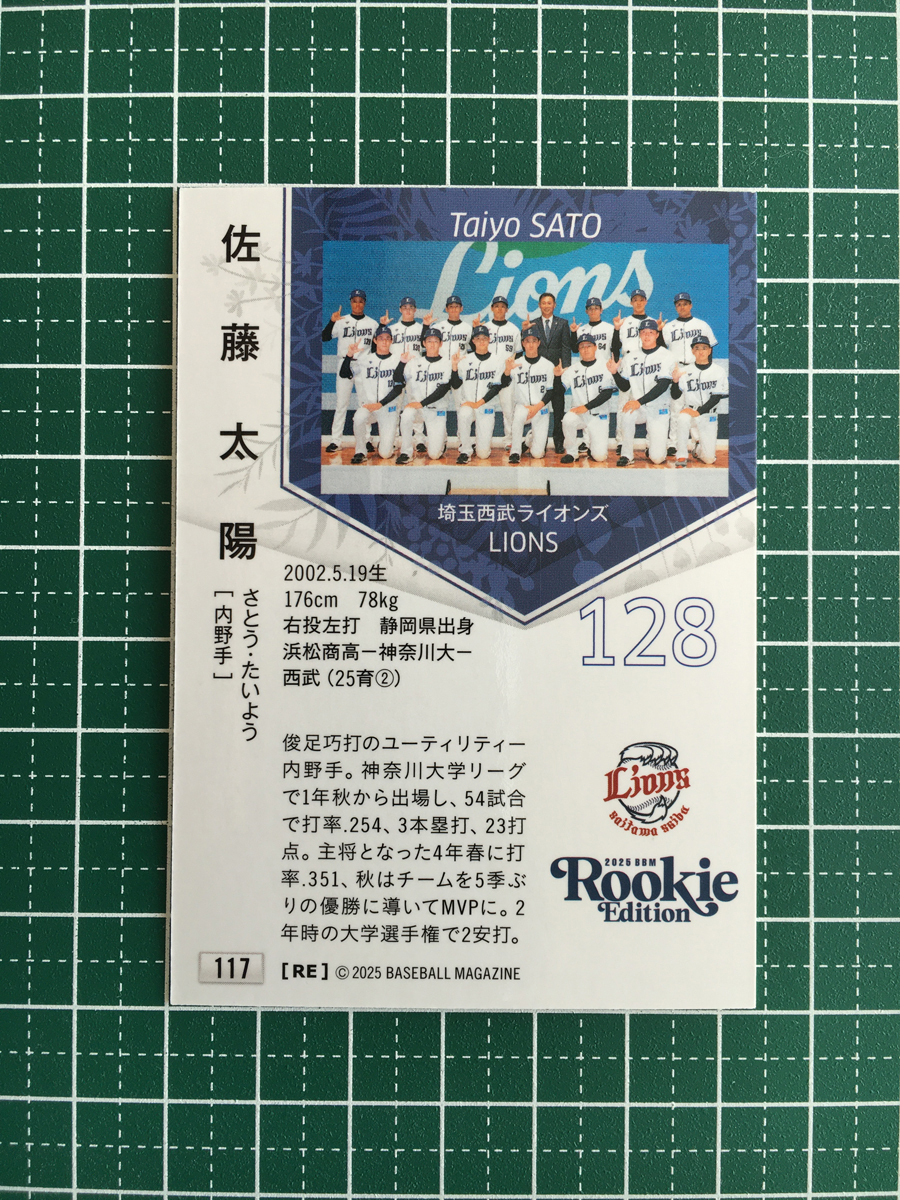 佐藤太陽
さとう・たいよう
[内野手]
Taiyo SATO
Lions
埼玉西武ライオンズ
LIONS
2002.5.19生
176cm 78kg
右投左打 静岡県出身
浜松商高－神奈川大－
西武（25育②）
128
俊足巧打のユーティリティー
内野手。神奈川大学リーグ
で1年秋から出場し、54試合
で打率.254、3本塁打、23打
点。主将となった4年春に打
率.351、秋はチームを5季ぶ
りの優勝に導いてMVPに。2
年時の大学選手権で2安打。
Lions
saitama seibu
2025 BBM
Rookie
Edition
117
[RE] © 2025 BASEBALL MAGAZINE